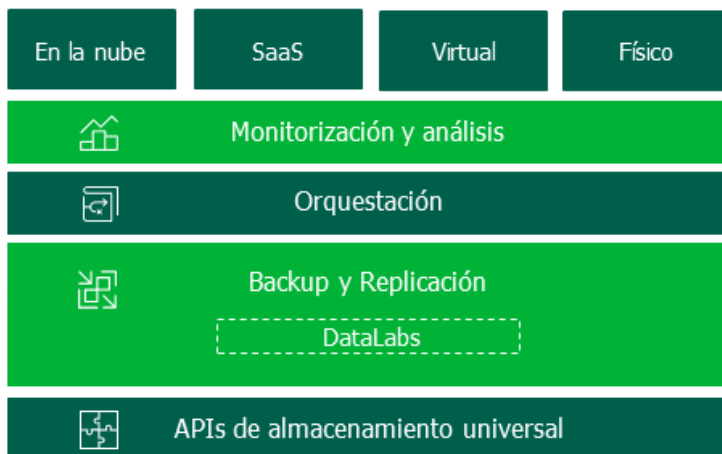 En la nube
SaaS
Virtual
Físico
Monitorización y análisis
Orquestación
Backup y Replicación
DataLabs
APIs de almacenamiento universal